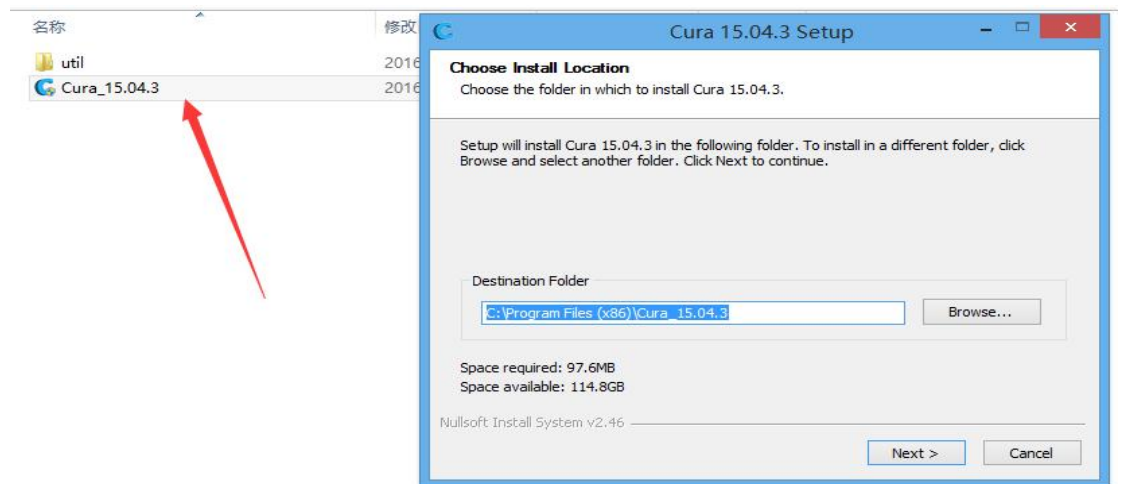 名称
修改
util
2016
Cura_15.04.3
2016
Cura 15.04.3 Setup
Choose Install Location
Choose the folder in which to install Cura 15.04.3.
Setup will install Cura 15.04.3 in the following folder. To install in a different folder, click
Browse and select another folder. Click Next to continue.
Destination Folder
C:\Program Files (x86)\Cura_15.04.3
Browse...
Space required: 97.6MB
Space available: 114.8GB
Nullsoft Install System v2.46
Next >
Cancel